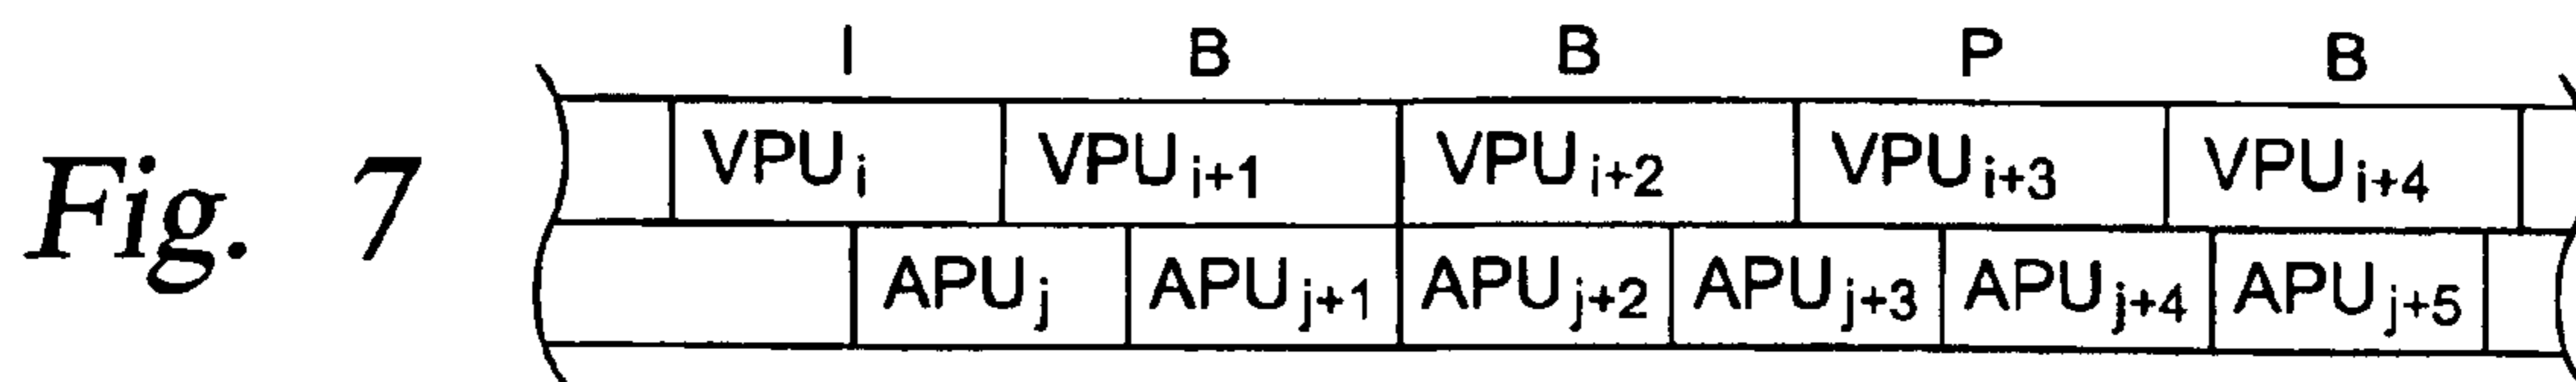 I B B P B
Fig. 7
VPUᵢ VPUᵢ₊₁ VPUᵢ₊₂ VPUᵢ₊₃ VPUᵢ₊₄
APUⱼ APUⱼ₊₁ APUⱼ₊₂ APUⱼ₊₃ APUⱼ₊₄ APUⱼ₊₅